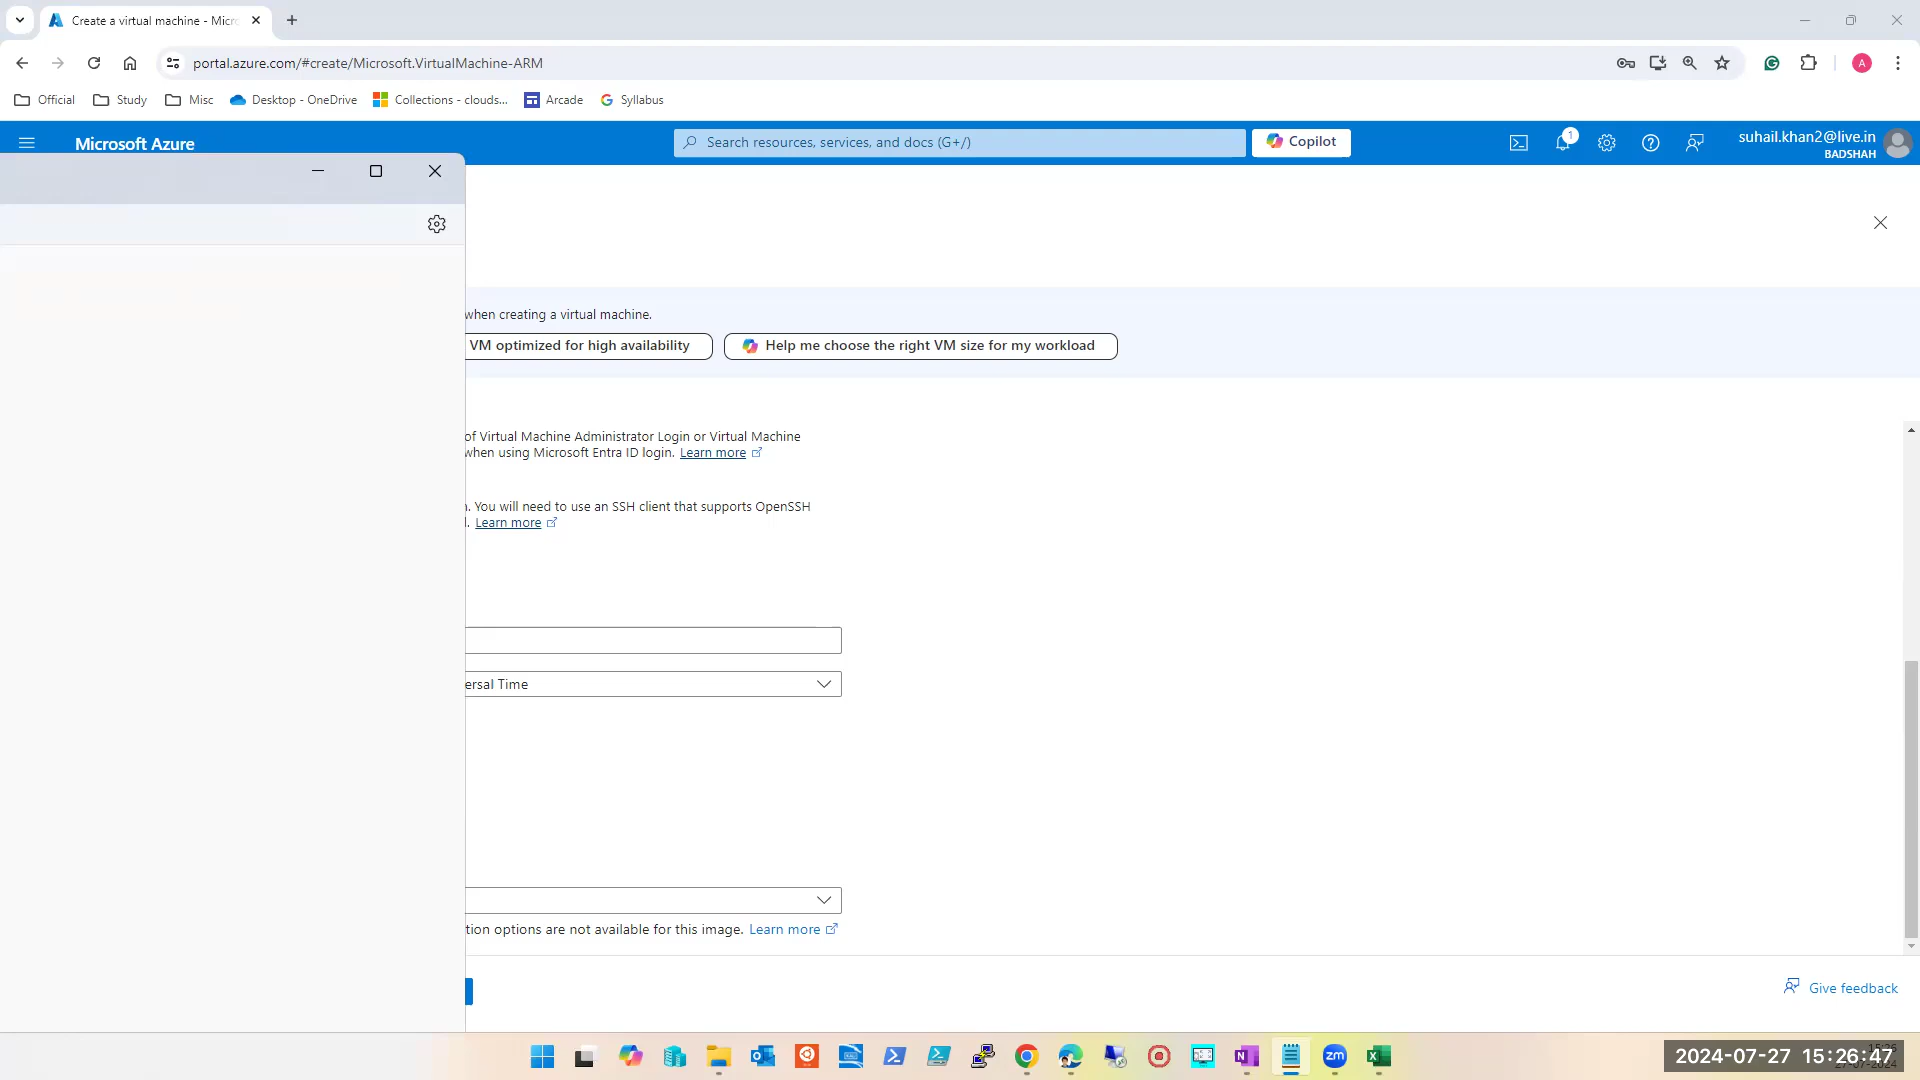 Create a virtual machine - Micr
portal.azure.com/#create/Microsoft.VirtualMachine-ARM
A
Official
Study
Misc
Desktop - OneDrive
Collections - clouds...
Arcade
Syllabus
Microsoft Azure
Search resources, services, and docs (G+/)
Copilot
1
suhail.khan2@live.in
BADSHAH
when creating a virtual machine.
VM optimized for high availability
Help me choose the right VM size for my workload
of Virtual Machine Administrator Login or Virtual Machine
when using Microsoft Entra ID login. Learn more
. You will need to use an SSH client that supports OpenSSH
. Learn more
ersal Time
tion options are not available for this image. Learn more
Give feedback
zm
2024-07-27 15:26:47